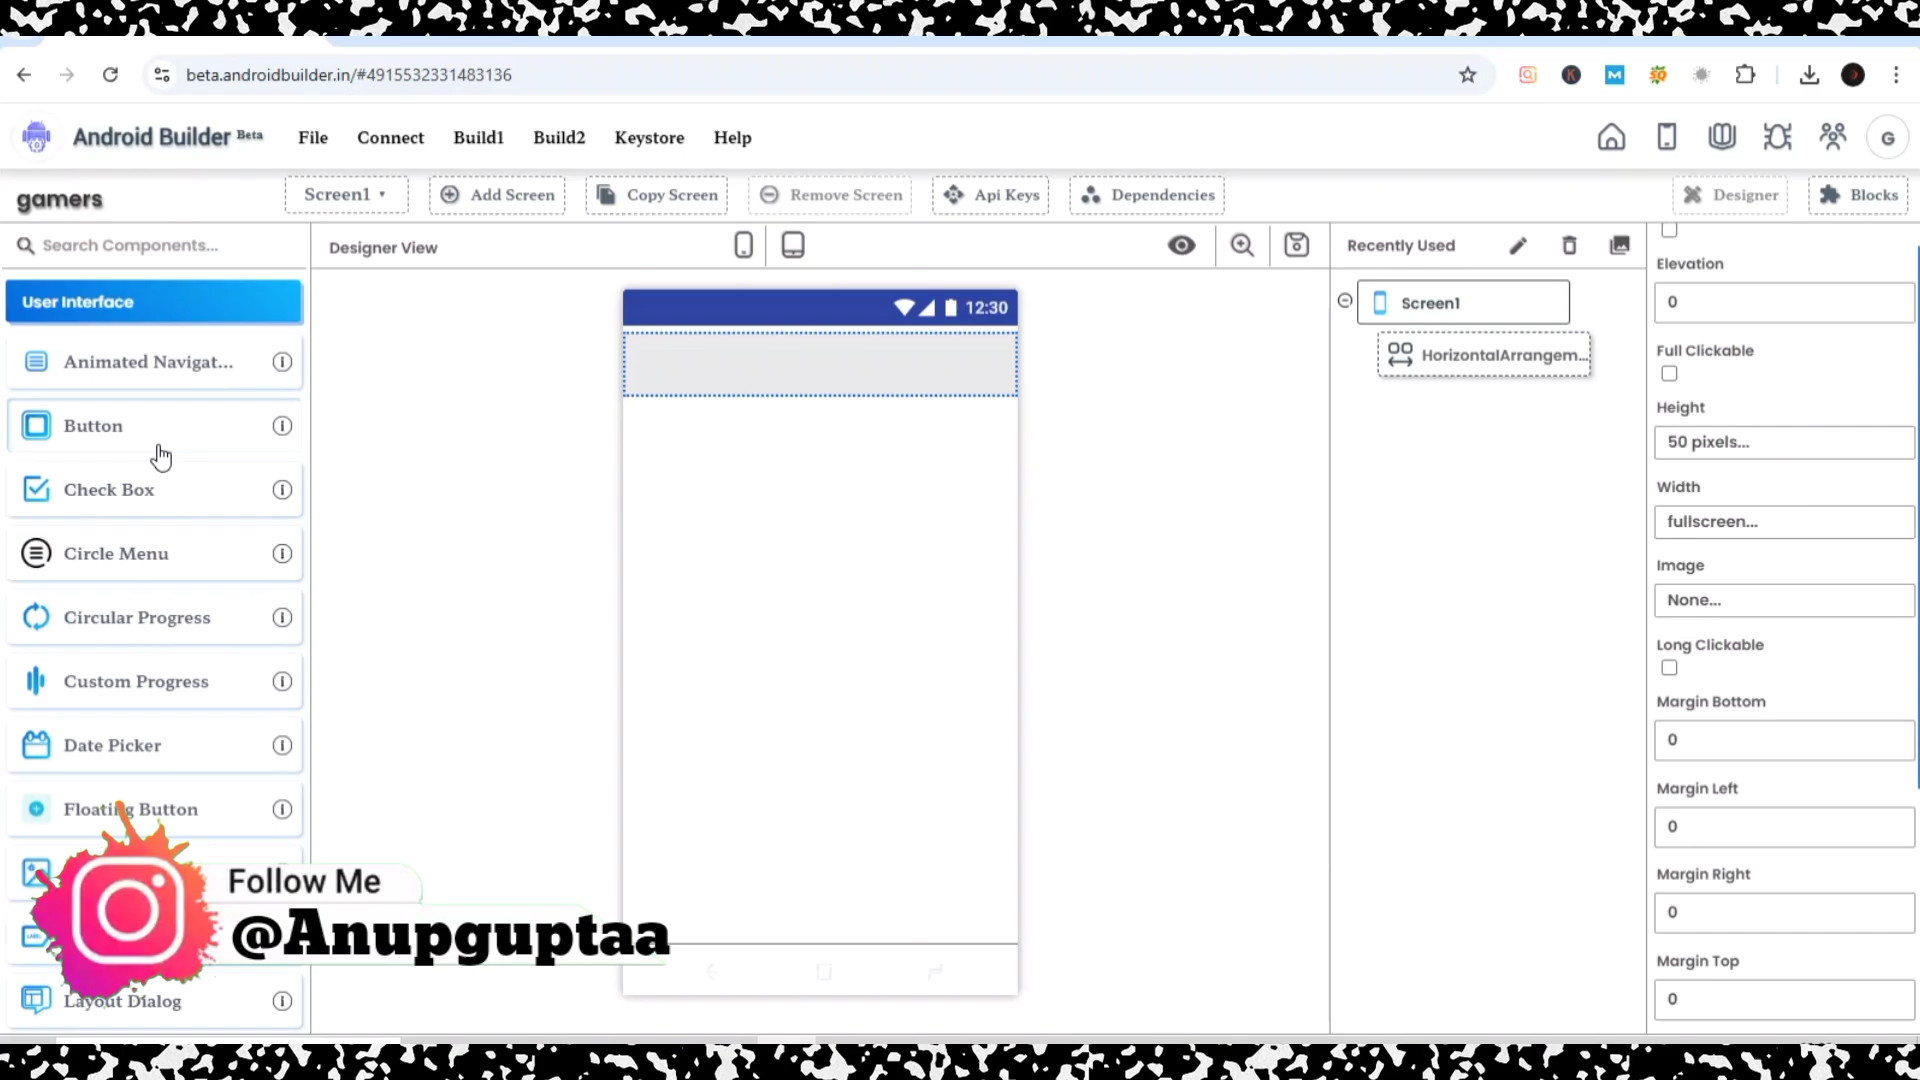 beta.androidbuilder.in/#4915532331483136
Android Builder Beta
File
Connect
Build1
Build2
Keystore
Help
G
gamers
Screen1
Add Screen
Copy Screen
Remove Screen
Api Keys
Dependencies
Designer
Blocks
Search Components...
Designer View
Recently Used
User Interface
Animated Navigat...
Button
Check Box
Circle Menu
Circular Progress
Custom Progress
Date Picker
Floating Button
Layout Dialog
12:30
Screen1
HorizontalArrangem...
Elevation
0
Full Clickable
Height
50 pixels...
Width
fullscreen...
Image
None...
Long Clickable
Margin Bottom
0
Margin Left
0
Margin Right
0
Margin Top
0
Follow Me
@Anupguptaa